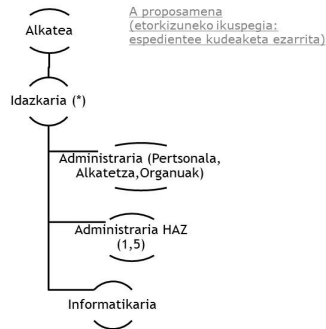 A proposamena
(etorkizuneko ikuspegia:
espedientee kudeaketa ezarrita)
Alkatea
Idazkaria (*)
Administraria (Pertsonala,
Alkatetza,Organuak)
Administraria HAZ
(1,5)
Informatikaria